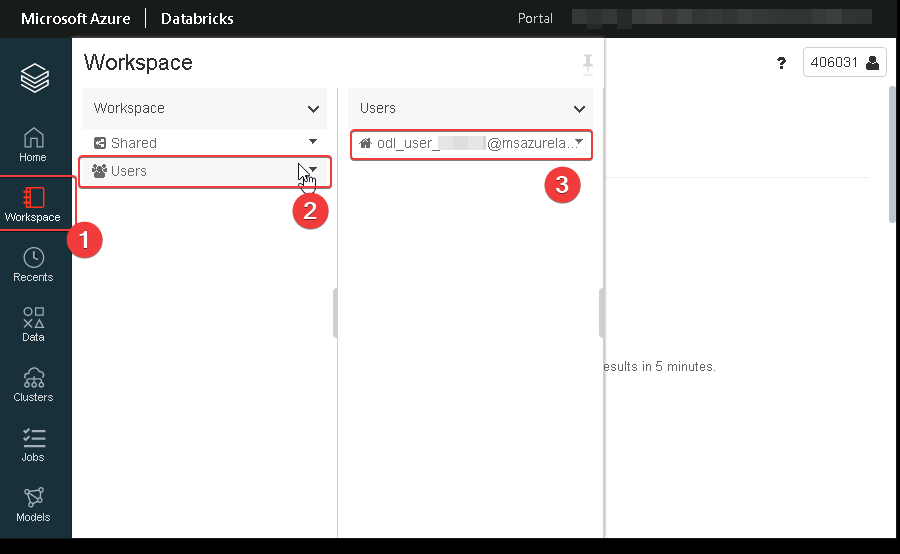 Microsoft Azure | Databricks
Portal
? 406031
Workspace
Workspace
Users
Shared
odl_user_ @msazurela...
Users
Home
Workspace
Recents
Data
Clusters
Jobs
Models
1
2
3
esults in 5 minutes.